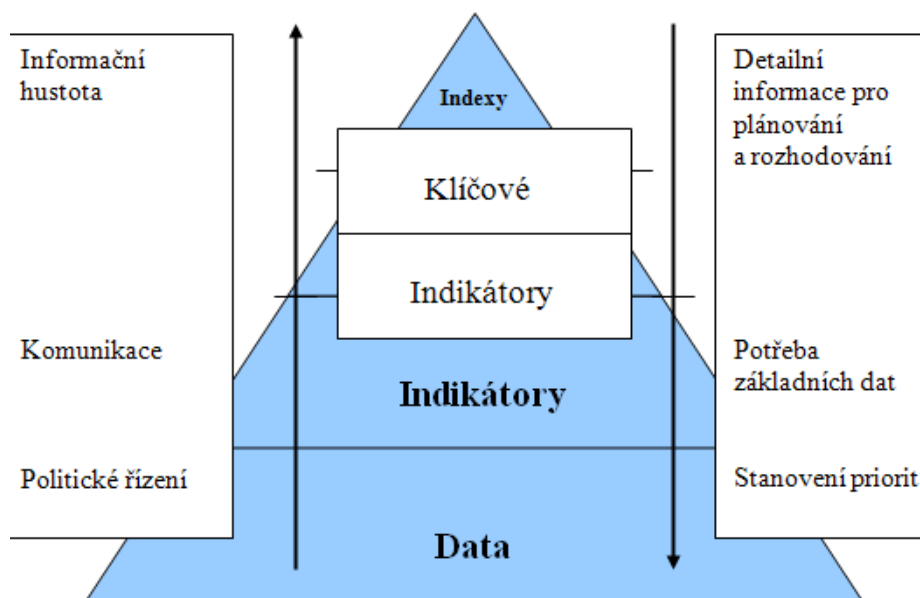 Informační
hustota
Komunikace
Politické řízení
Indexy
Klíčové
Indikátory
Indikátory
Data
Detailní
informace pro
plánování
a rozhodování
Potřeba
základních dat
Stanovení priorit